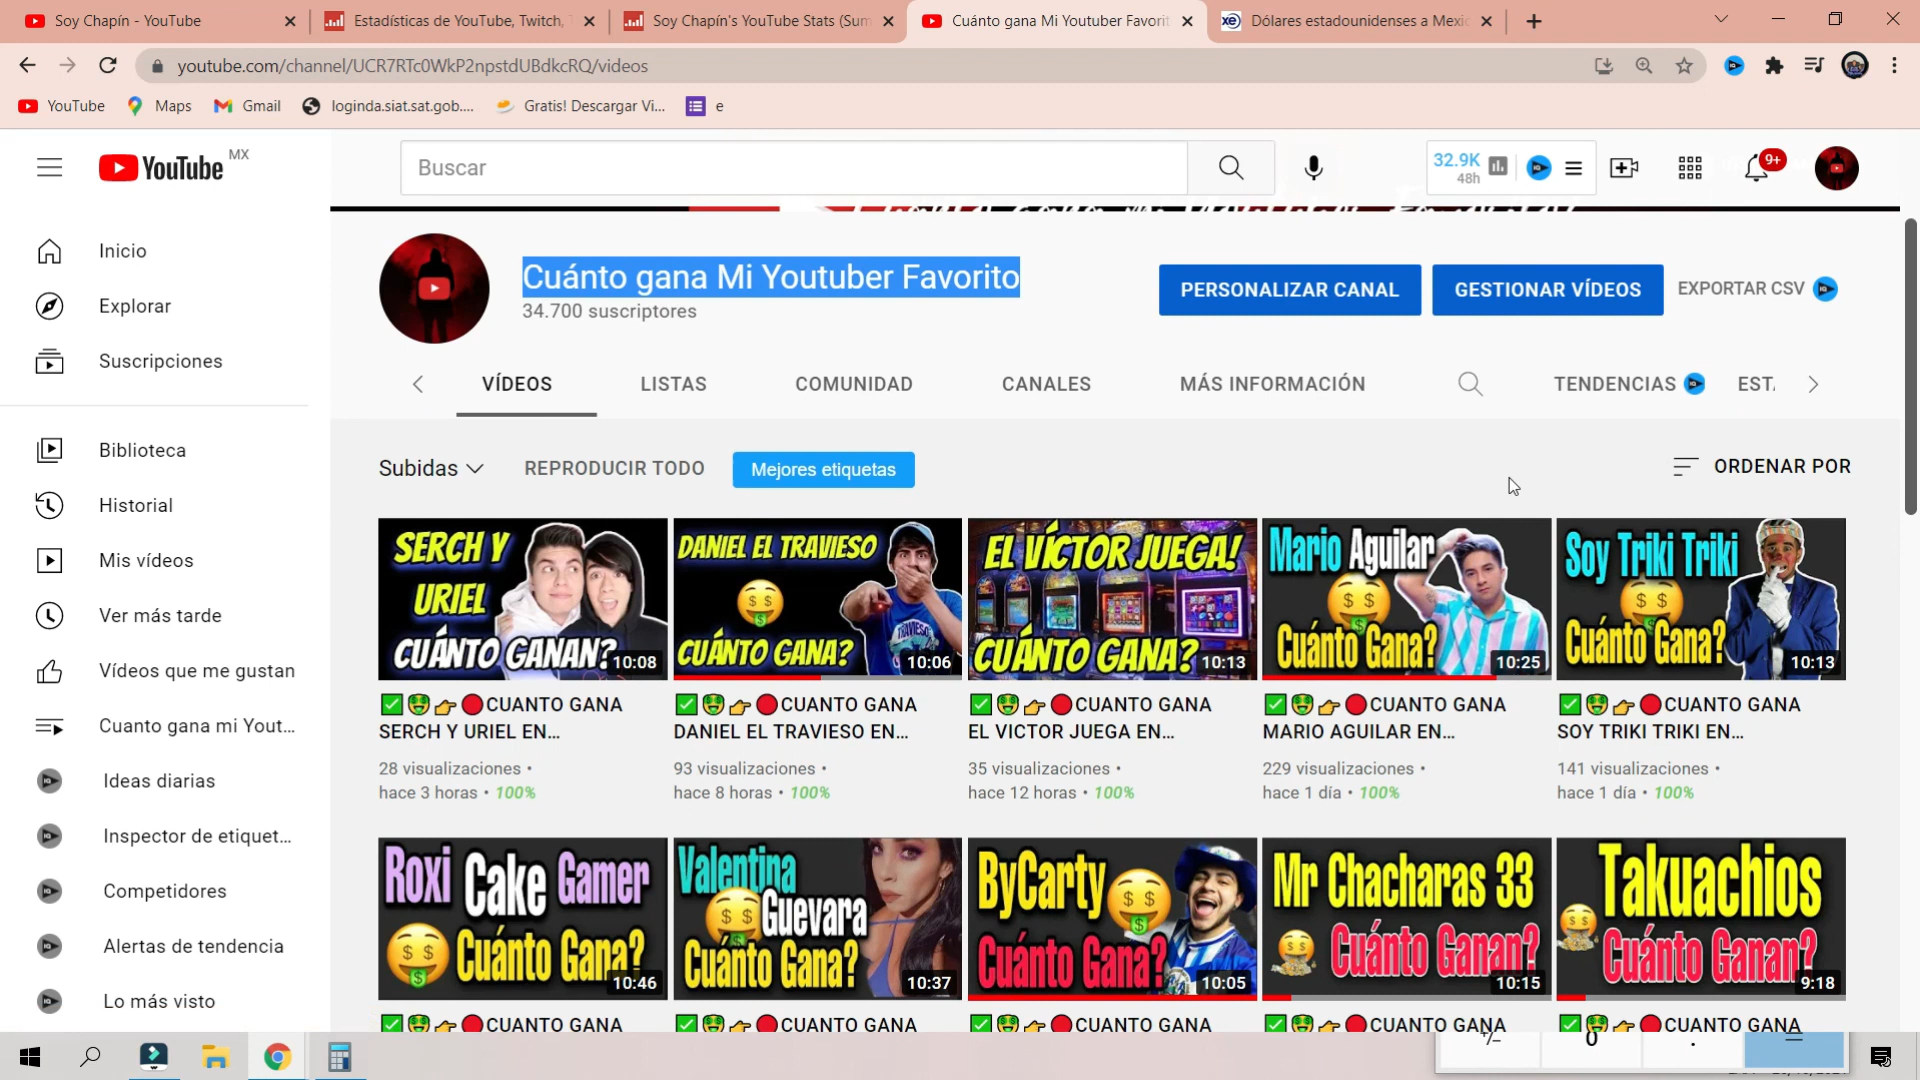 Soy Chapín - YouTube
Estadísticas de YouTube, Twitch,
Soy Chapín's YouTube Stats (Sum
Cuánto gana Mi Youtuber Favorit
Dólares estadounidenses a Mexic
youtube.com/channel/UCR7RTc0WkP2npstdUBdkcRQ/videos
YouTube
Maps
Gmail
loginda.siat.sat.gob....
Gratis! Descargar Vi...
e
YouTube MX
Buscar
32.9K
48h
9+
Inicio
Explorar
Suscripciones
Biblioteca
Historial
Mis vídeos
Ver más tarde
Vídeos que me gustan
Cuanto gana mi Yout...
Ideas diarias
Inspector de etiquet...
Competidores
Alertas de tendencia
Lo más visto
Cuánto gana Mi Youtuber Favorito
34.700 suscriptores
PERSONALIZAR CANAL
GESTIONAR VÍDEOS
EXPORTAR CSV
VÍDEOS
LISTAS
COMUNIDAD
CANALES
MÁS INFORMACIÓN
TENDENCIAS
EST
Subidas
REPRODUCIR TODO
Mejores etiquetas
ORDENAR POR
SERCH Y
URIEL
CUÁNTO GANAN?
10:08
CUANTO GANA
SERCH Y URIEL EN...
28 visualizaciones •
hace 3 horas • 100%
DANIEL EL TRAVIESO
CUÁNTO GANA?
TRAVIESO
10:06
CUANTO GANA
DANIEL EL TRAVIESO EN...
93 visualizaciones •
hace 8 horas • 100%
EL VÍCTOR JUEGA!
CUÁNTO GANA?
10:13
CUANTO GANA
EL VICTOR JUEGA EN...
35 visualizaciones •
hace 12 horas • 100%
Mario Aguilar
Cuánto Gana?
10:25
CUANTO GANA
MARIO AGUILAR EN...
229 visualizaciones •
hace 1 día • 100%
Soy Triki Triki
Cuánto Gana?
10:13
CUANTO GANA
SOY TRIKI TRIKI EN...
141 visualizaciones •
hace 1 día • 100%
Roxi Cake Gamer
Cuánto Gana?
10:46
CUANTO GANA
Valentina
Guevara
Cuánto Gana?
10:37
CUANTO GANA
ByCarty
Cuánto Gana?
10:05
CUANTO GANA
Mr Chacharas 33
Cuánto Ganan?
10:15
CUANTO GANA
Takuachios
Cuánto Ganan?
9:18
CUANTO GANA
+/-
0
.
=